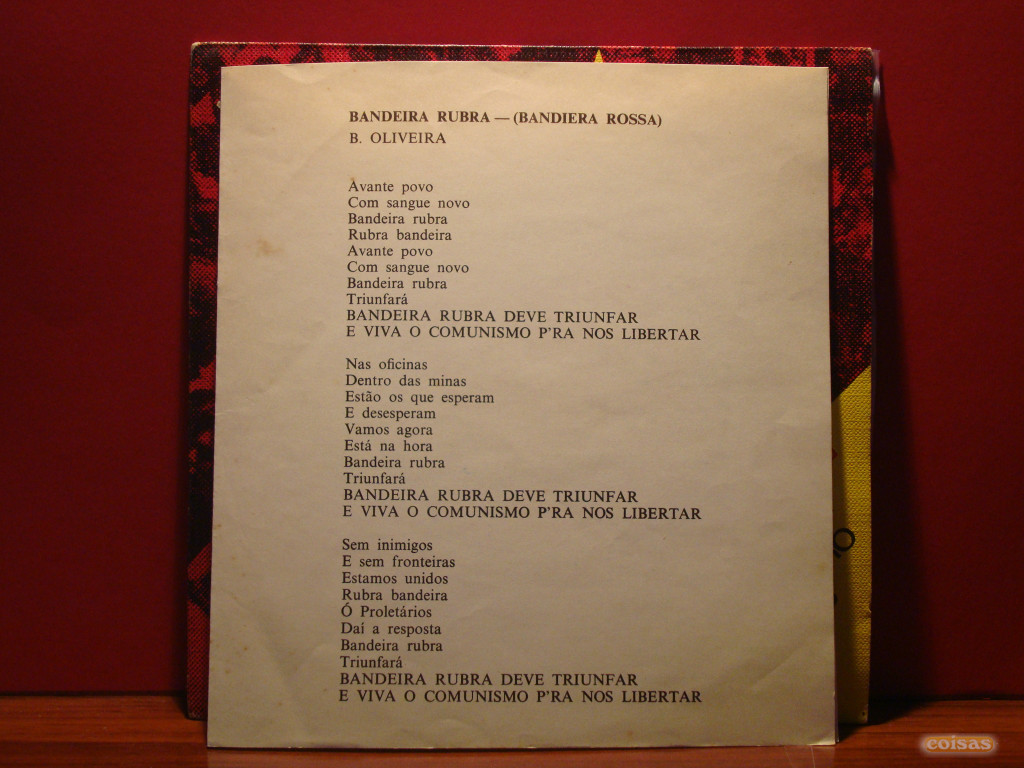 BANDEIRA RUBRA — (BANDIERA ROSSA)
B. OLIVEIRA
Avante povo
Com sangue novo
Bandeira rubra
Rubra bandeira
Avante povo
Com sangue novo
Bandeira rubra
Triunfará
BANDEIRA RUBRA DEVE TRIUNFAR
E VIVA O COMUNISMO P'RA NOS LIBERTAR
Nas oficinas
Dentro das minas
Estão os que esperam
E desesperam
Vamos agora
Está na hora
Bandeira rubra
Triunfará
BANDEIRA RUBRA DEVE TRIUNFAR
E VIVA O COMUNISMO P'RA NOS LIBERTAR
Sem inimigos
E sem fronteiras
Estamos unidos
Rubra bandeira
Ó Proletários
Daí a resposta
Bandeira rubra
Triunfará
BANDEIRA RUBRA DEVE TRIUNFAR
E VIVA O COMUNISMO P'RA NOS LIBERTAR
coisas